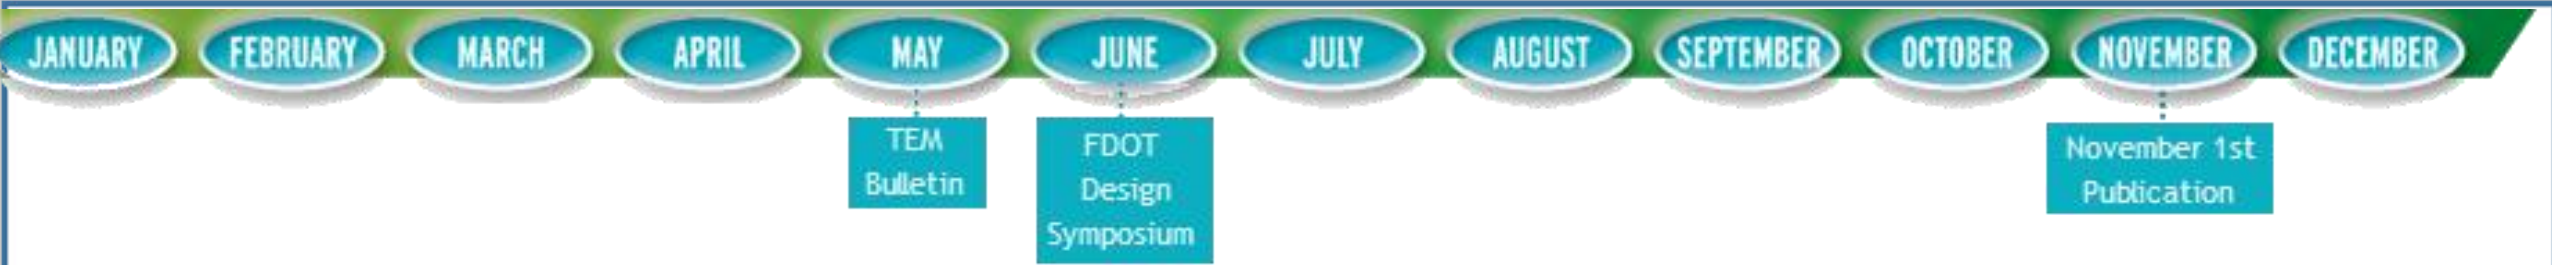 JANUARY FEBRUARY MARCH APRIL MAY JUNE JULY AUGUST SEPTEMBER OCTOBER NOVEMBER DECEMBER
TEM
Bulletin
FDOT
Design
Symposium
November 1st
Publication